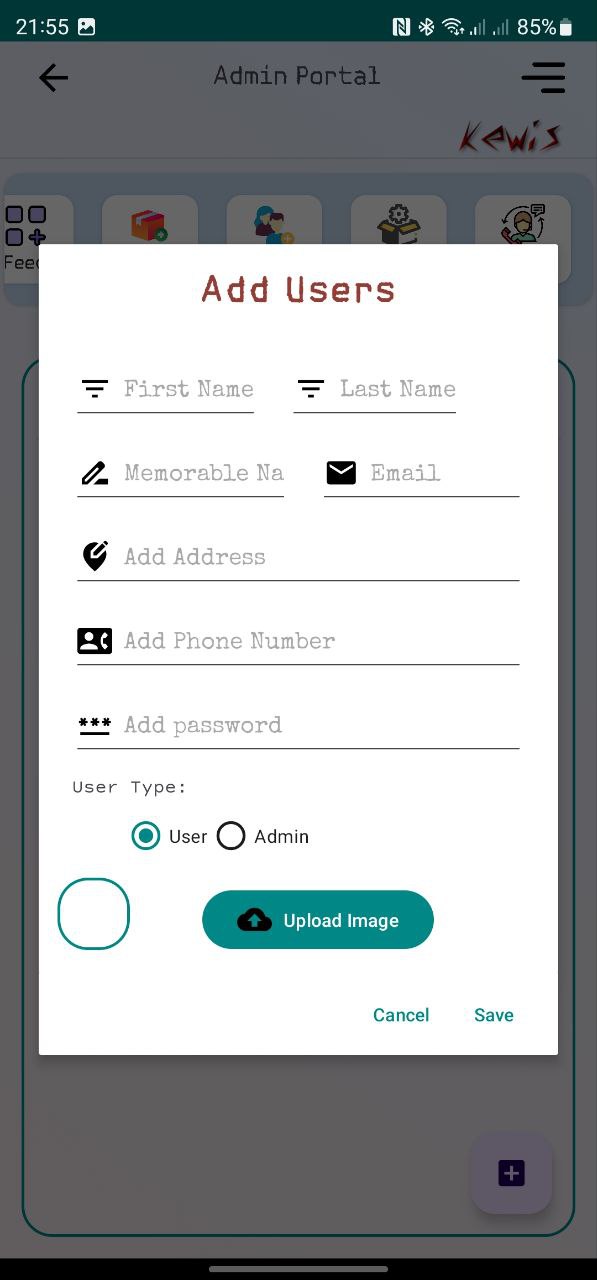 21:55 85%
Admin Portal
Kewis
Feed
Add Users
First Name Last Name
Memorable Na Email
Add Address
Add Phone Number
*** Add password
User Type:
User Admin
Upload Image
Cancel Save